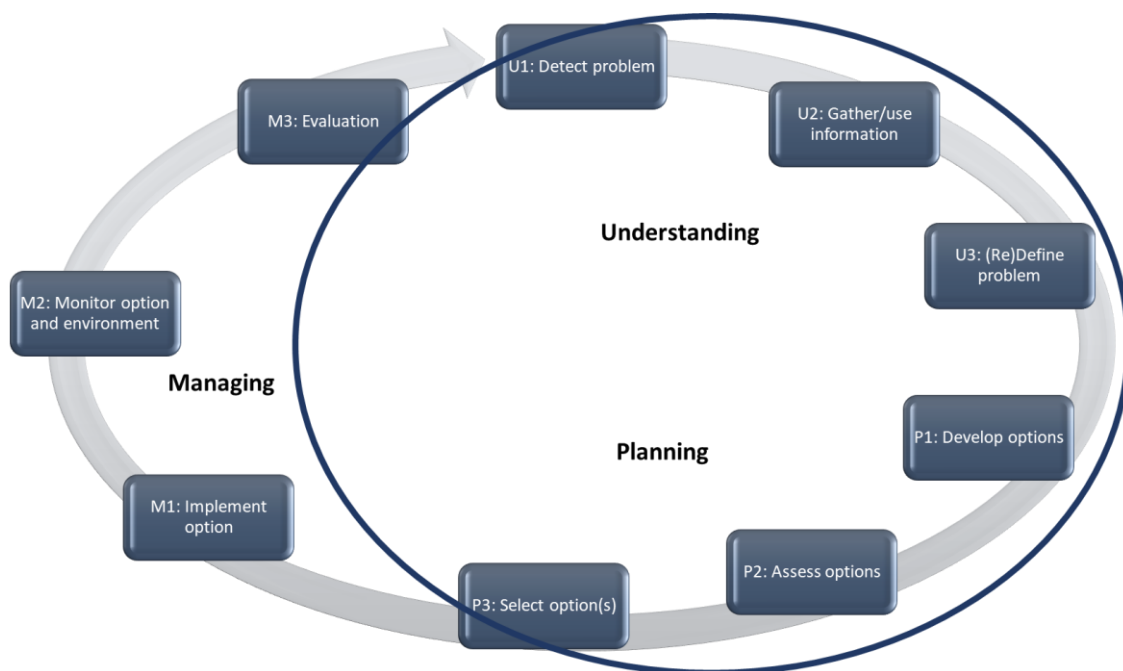 U1: Detect problem
U2: Gather/use
information
U3: (Re)Define
problem
P1: Develop options
P2: Assess options
P3: Select option(s)
M1: Implement
option
M2: Monitor option
and environment
M3: Evaluation
Understanding
Managing
Planning